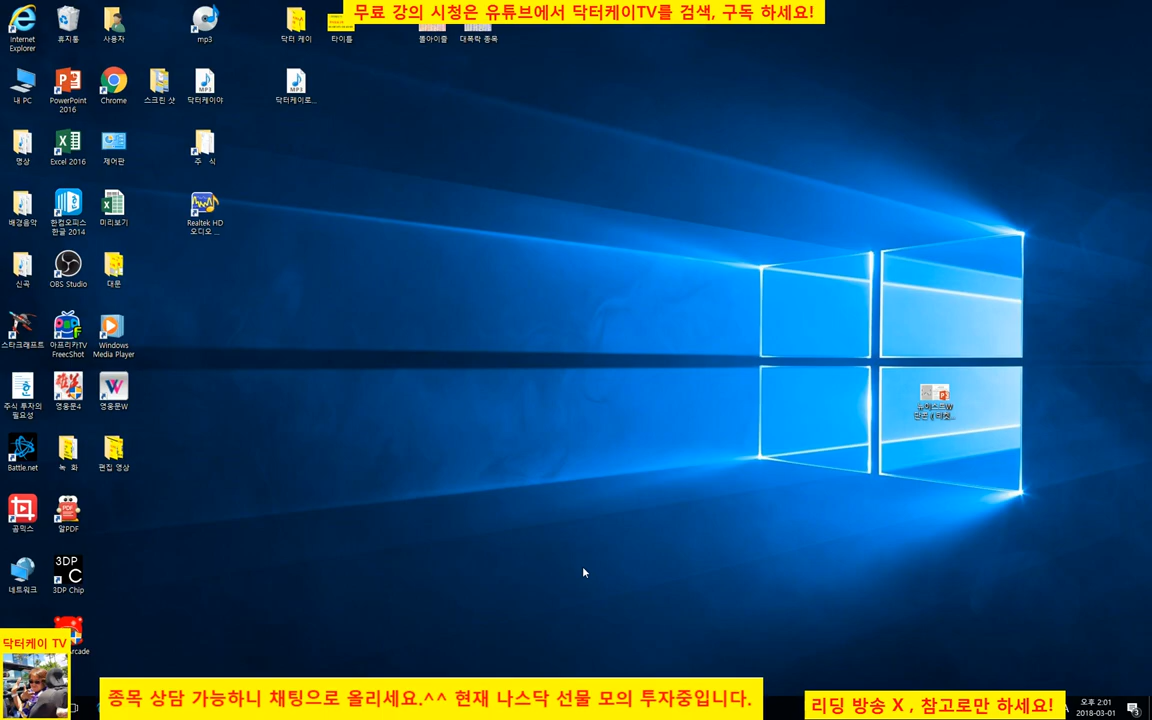 무료 강의 시청은 유튜브에서 닥터케이TV를 검색, 구독 하세요!
Internet
Explorer
휴지통
사용자
mp3
닥터 케이
타이틀
돌아이즐
대폭락 종목
내 PC
PowerPoint
2016
Chrome
스크린 샷
MP3
닥터케이야
MP3
닥터케이로...
영상
Excel 2016
제어판
주 식
배경음악
한컴오피스
한글 2014
미리보기
Realtek HD
오디오 ...
신곡
OBS Studio
대문
스타크래프트
아프리카TV
FreecShot
Windows
Media Player
주식 투자의
필요성
영웅문4
영웅문W
Battle.net
녹 화
편집 영상
곰믹스
알PDF
네트워크
3DP
C
3DP Chip
닥터케이 TV
종목 상담 가능하니 채팅으로 올리세요.^^ 현재 나스닥 선물 모의 투자중입니다.
리딩 방송 X , 참고로만 하세요!
오후 2:01
2018-03-01